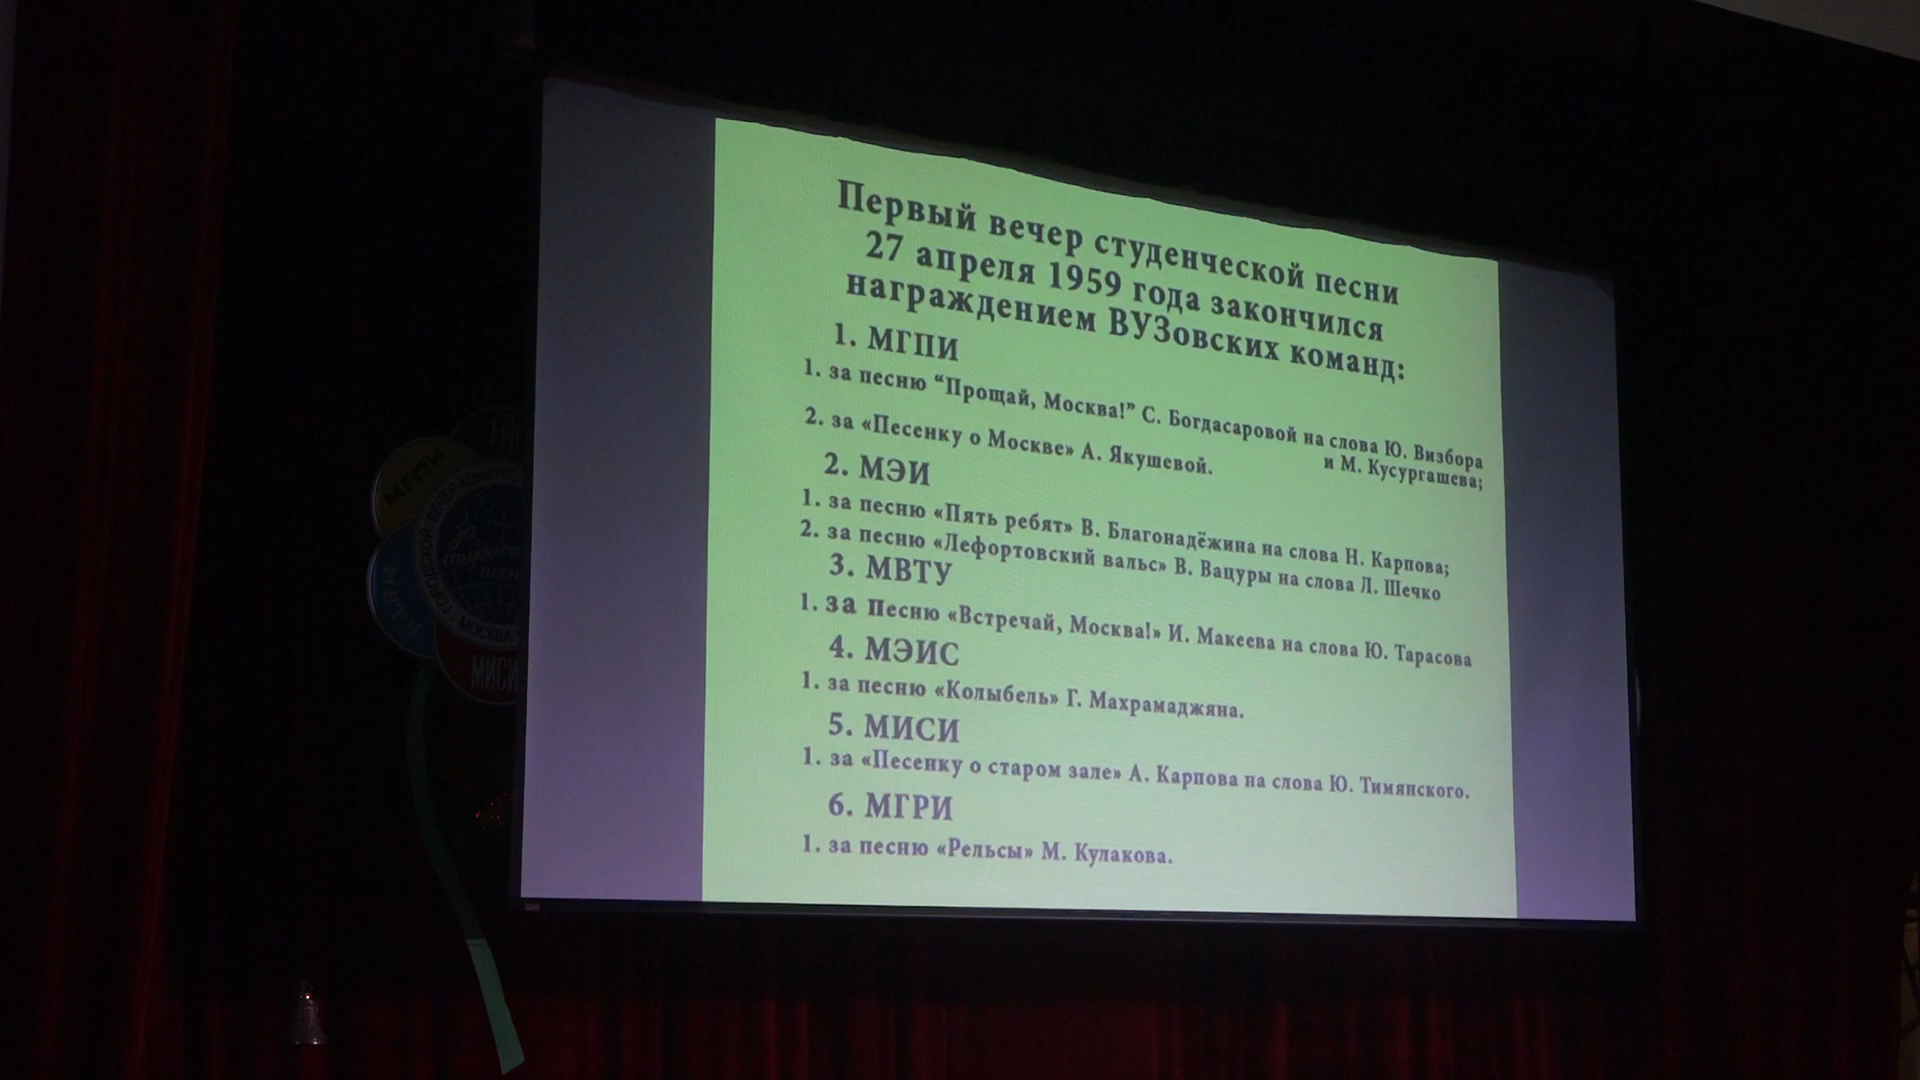 Первый вечер студенческой песни
27 апреля 1959 года закончился
награждением ВУЗовских команд:
1. МГПИ
1. за песню “Прощай, Москва!” С. Богдасаровой на слова Ю. Визбора
и М. Кусургашева;
2. за «Песенку о Москве» А. Якушевой.
2. МЭИ
1. за песню «Пять ребят» В. Благонадёжина на слова Н. Карпова;
2. за песню «Лефортовский вальс» В. Вацуры на слова Л. Шечко
3. МВТУ
1. за Песню «Встречай, Москва!» И. Макеева на слова Ю. Тарасова
4. МЭИС
1. за песню «Колыбель» Г. Махрамаджяна.
5. МИСИ
1. за «Песенку о старом зале» А. Карпова на слова Ю. Тимянского.
6. МГРИ
1. за песню «Рельсы» М. Кулакова.
МГПИ
МВТУ
МИСИ
ГОРОДСКОЙ
МОСКВА